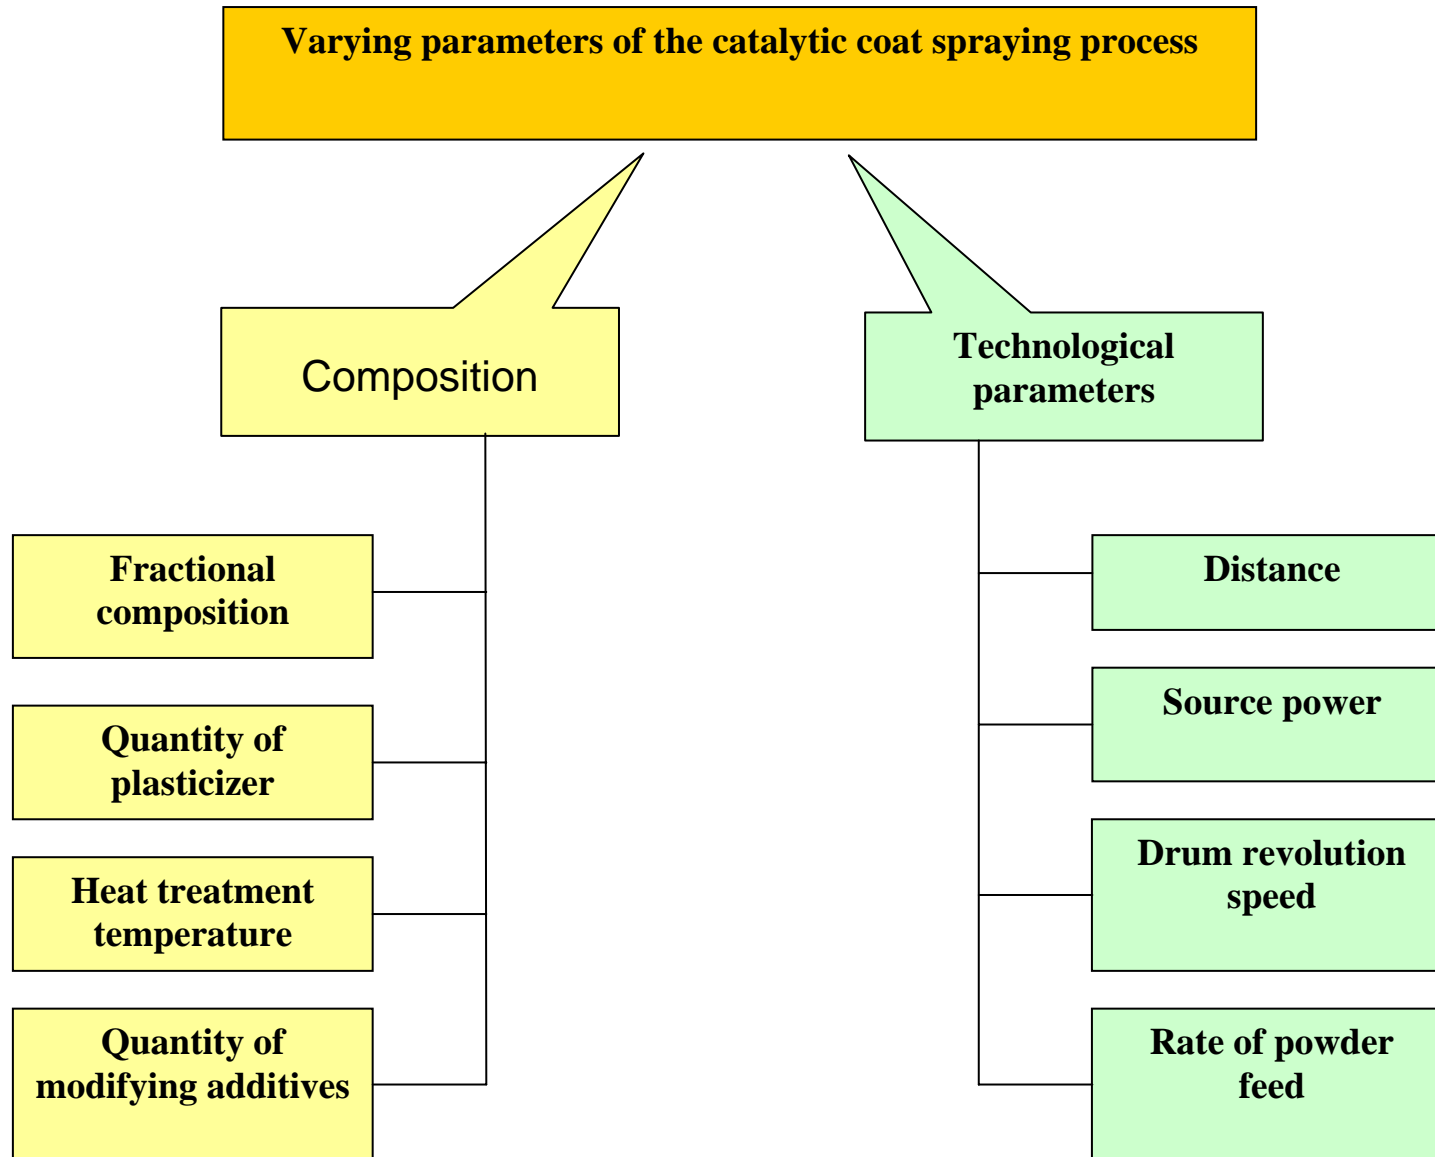 Varying parameters of the catalytic coat spraying process
Composition
Technological
parameters
Fractional
composition
Quantity of
plasticizer
Heat treatment
temperature
Quantity of
modifying additives
Distance
Source power
Drum revolution
speed
Rate of powder
feed